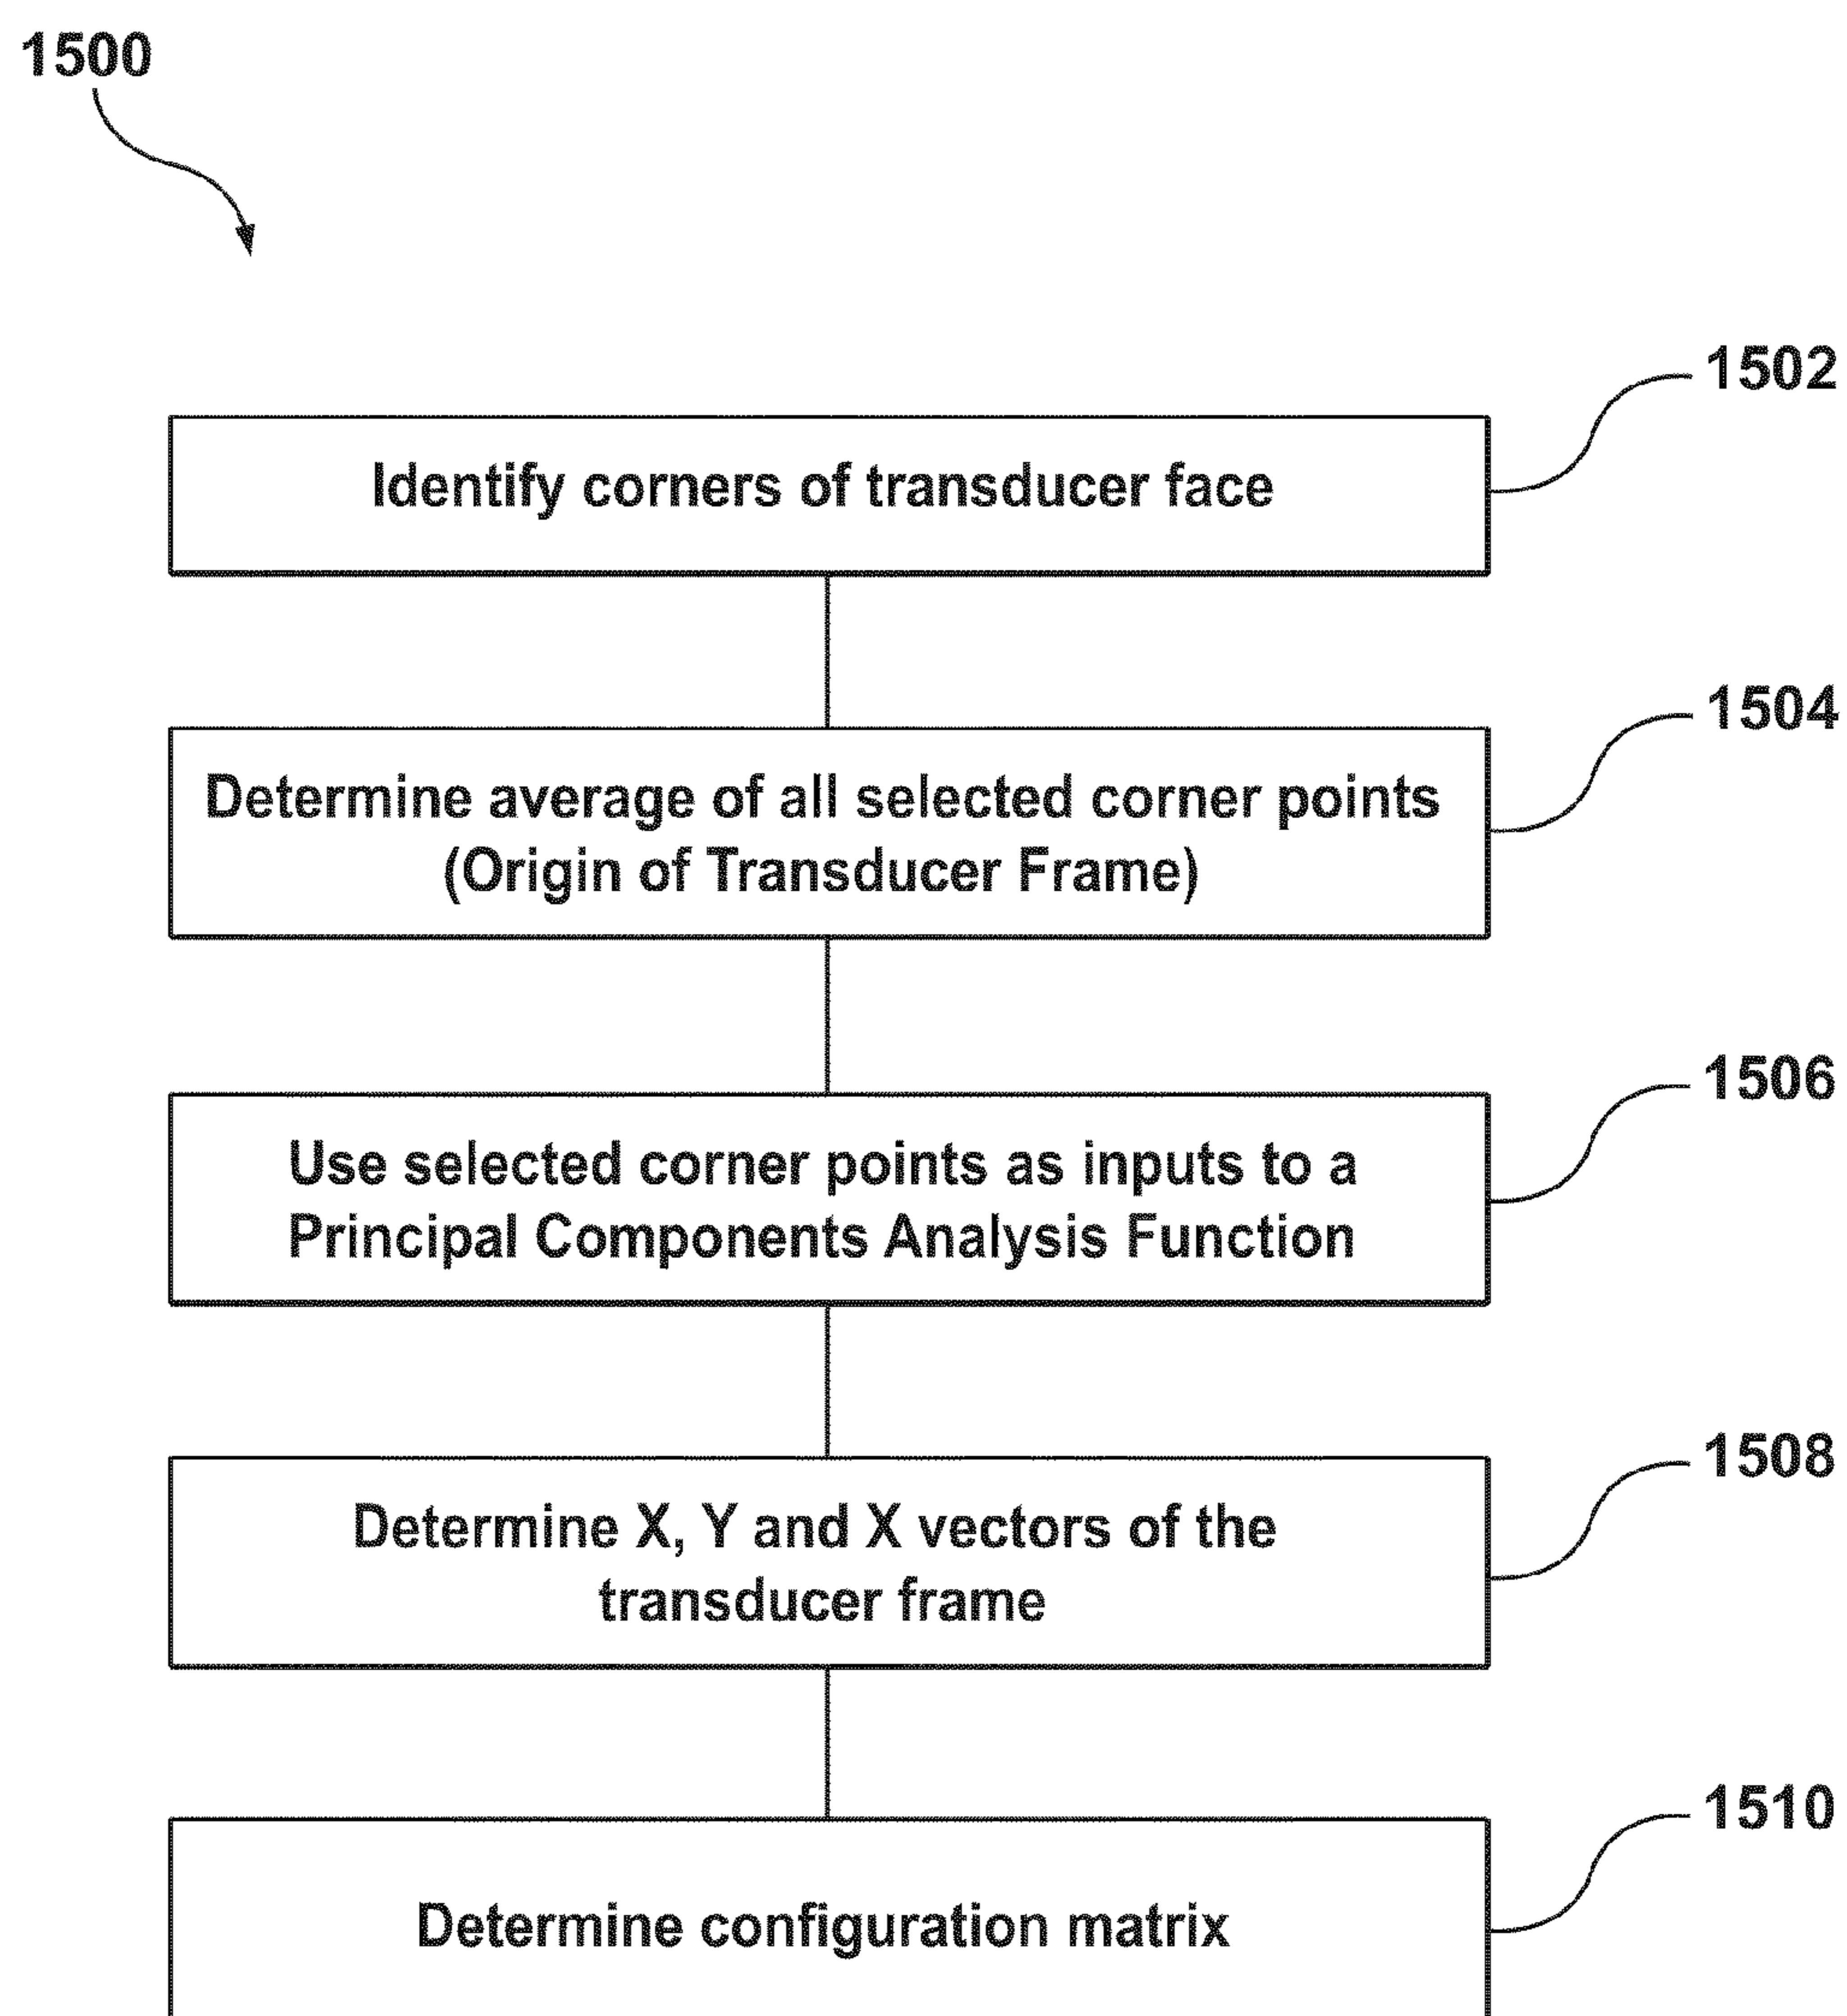 1500
1502
Identify corners of transducer face
1504
Determine average of all selected corner points
(Origin of Transducer Frame)
1506
Use selected corner points as inputs to a
Principal Components Analysis Function
1508
Determine X, Y and X vectors of the
transducer frame
1510
Determine configuration matrix